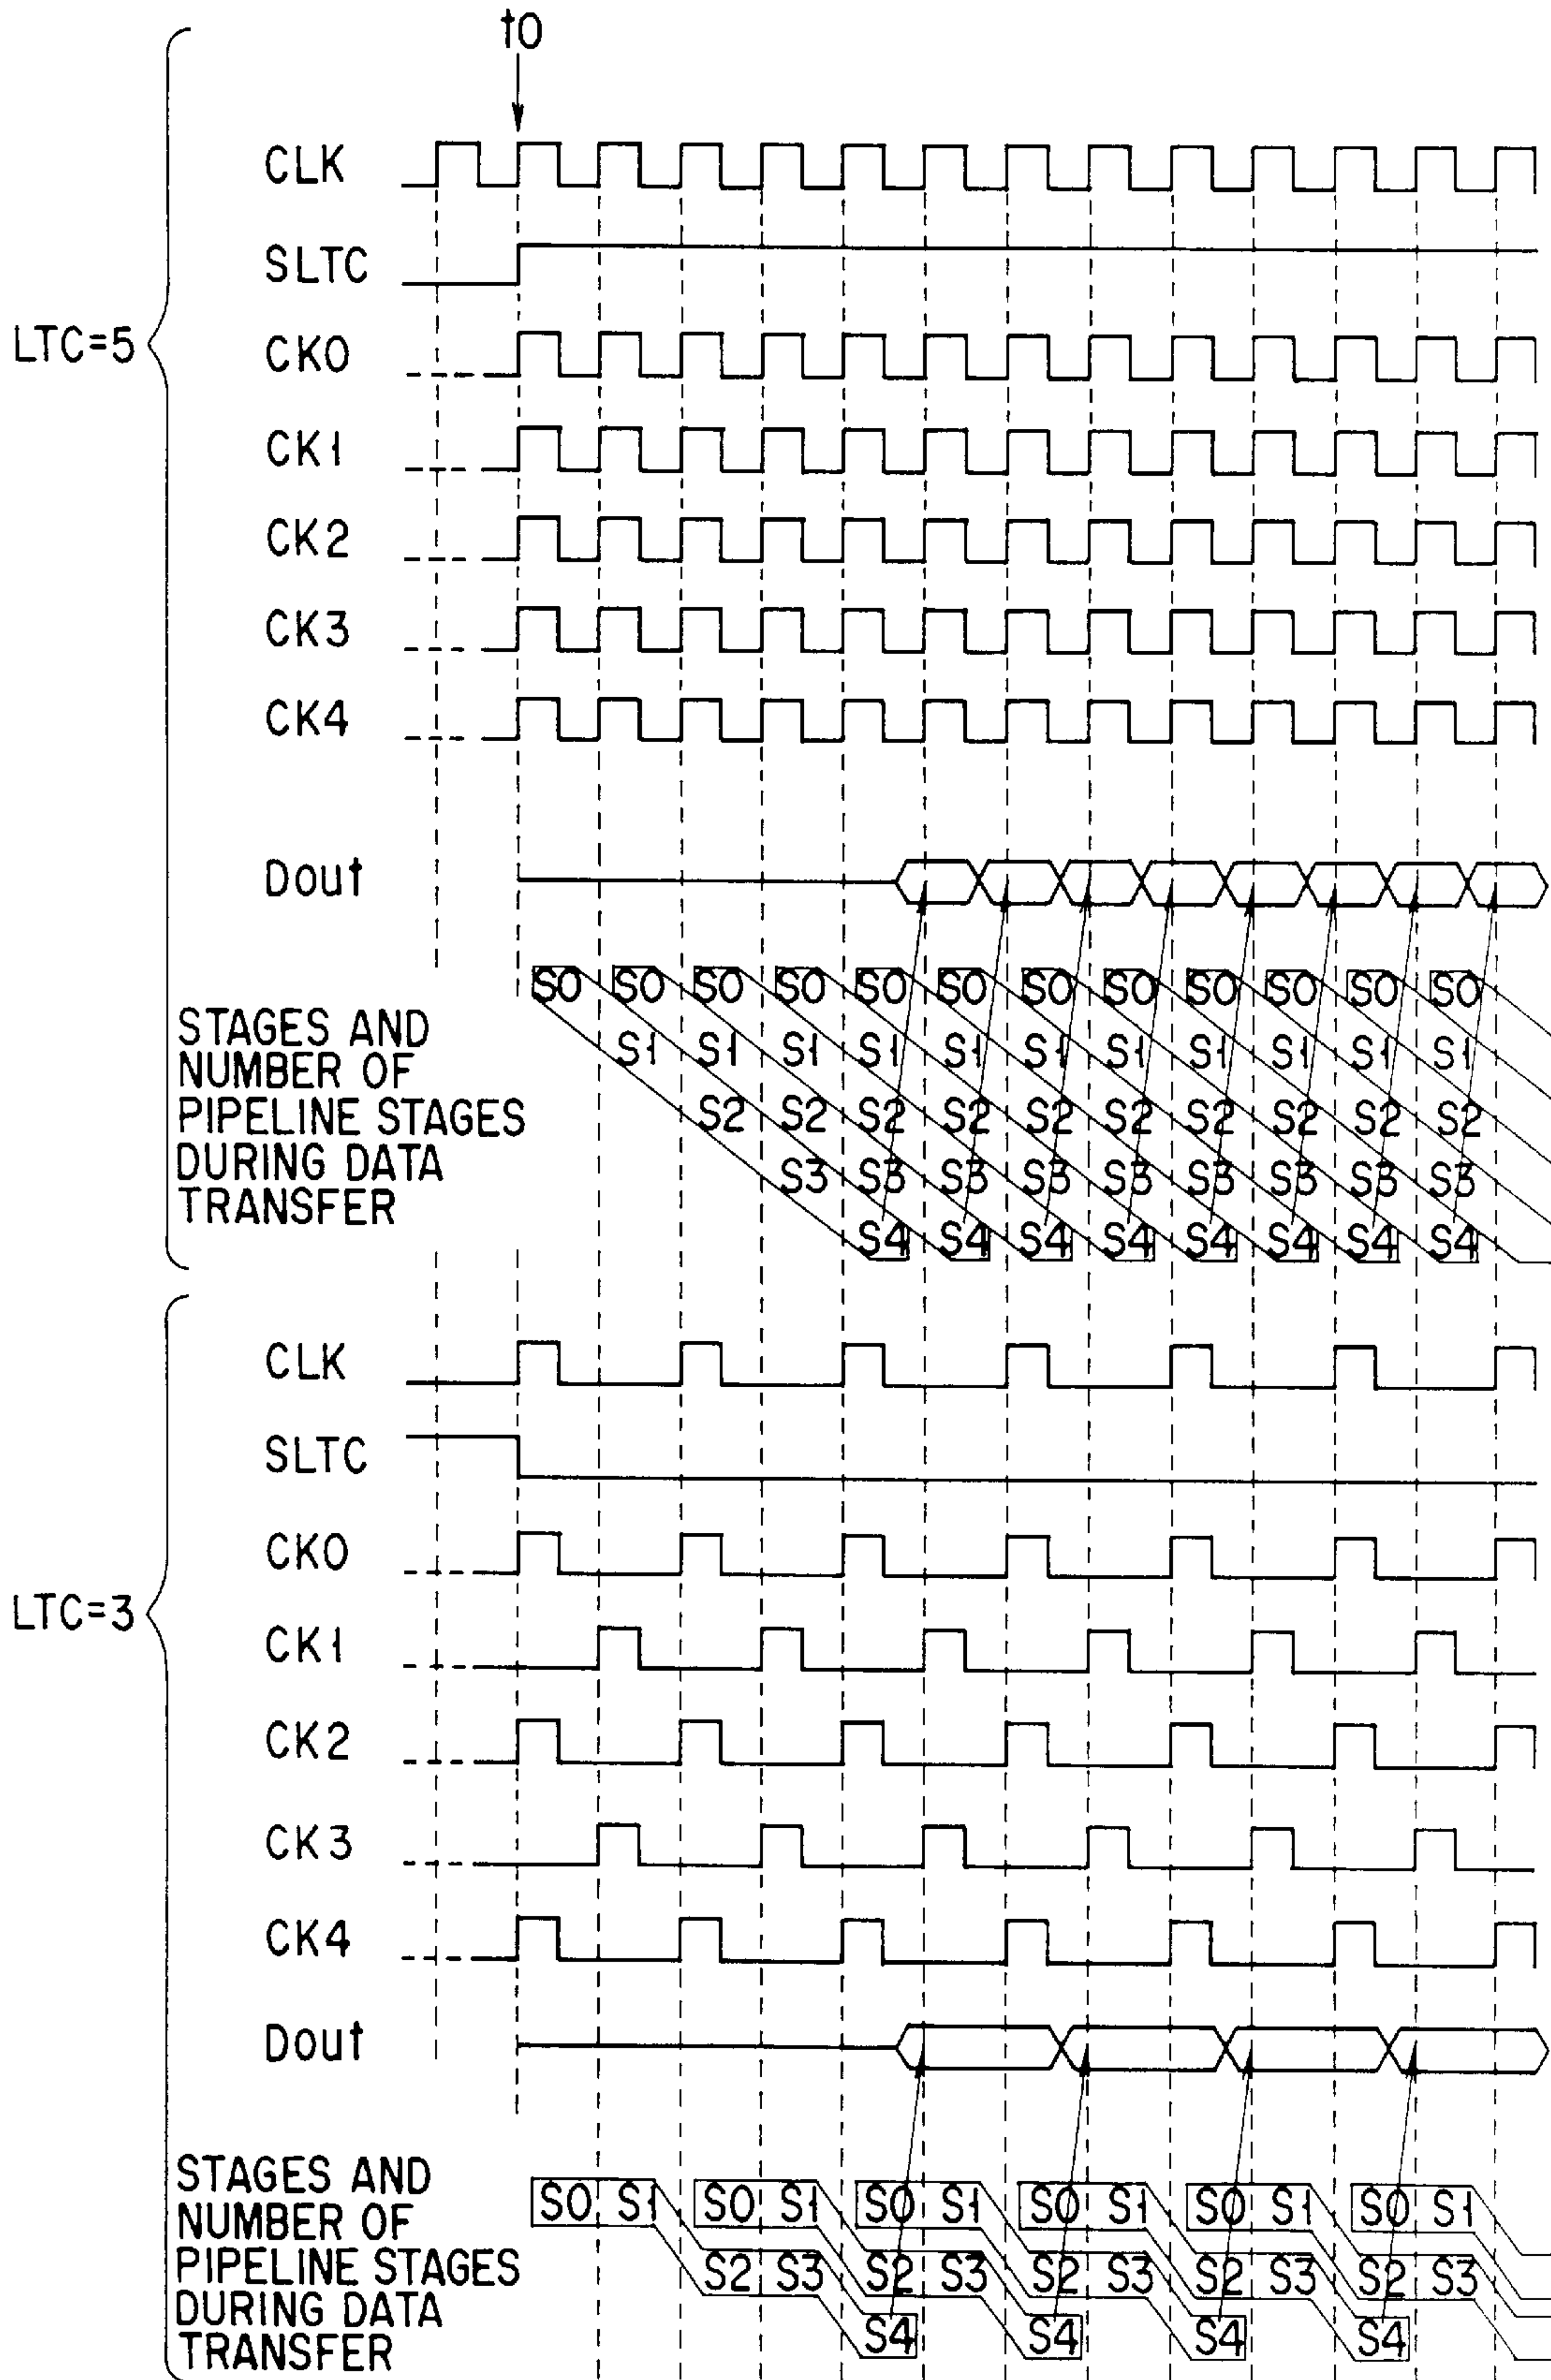 t0
CLK
SLTC
LTC=5
CK0
CK1
CK2
CK3
CK4
Dout
STAGES AND
NUMBER OF
PIPELINE STAGES
DURING DATA
TRANSFER
S0 S0 S0 S0 S0 S0 S0 S0 S0 S0 S0 S0
S1 S1 S1 S1 S1 S1 S1 S1 S1 S1 S1
S2 S2 S2 S2 S2 S2 S2 S2 S2 S2
S3 S3 S3 S3 S3 S3 S3 S3 S3
S4 S4 S4 S4 S4 S4 S4 S4
CLK
SLTC
CK0
LTC=3
CK1
CK2
CK3
CK4
Dout
STAGES AND
NUMBER OF
PIPELINE STAGES
DURING DATA
TRANSFER
S0 S1 S0 S1 S0 S1 S0 S1 S0 S1 S0 S1
S2 S3 S2 S3 S2 S3 S2 S3 S2 S3
S4 S4 S4 S4